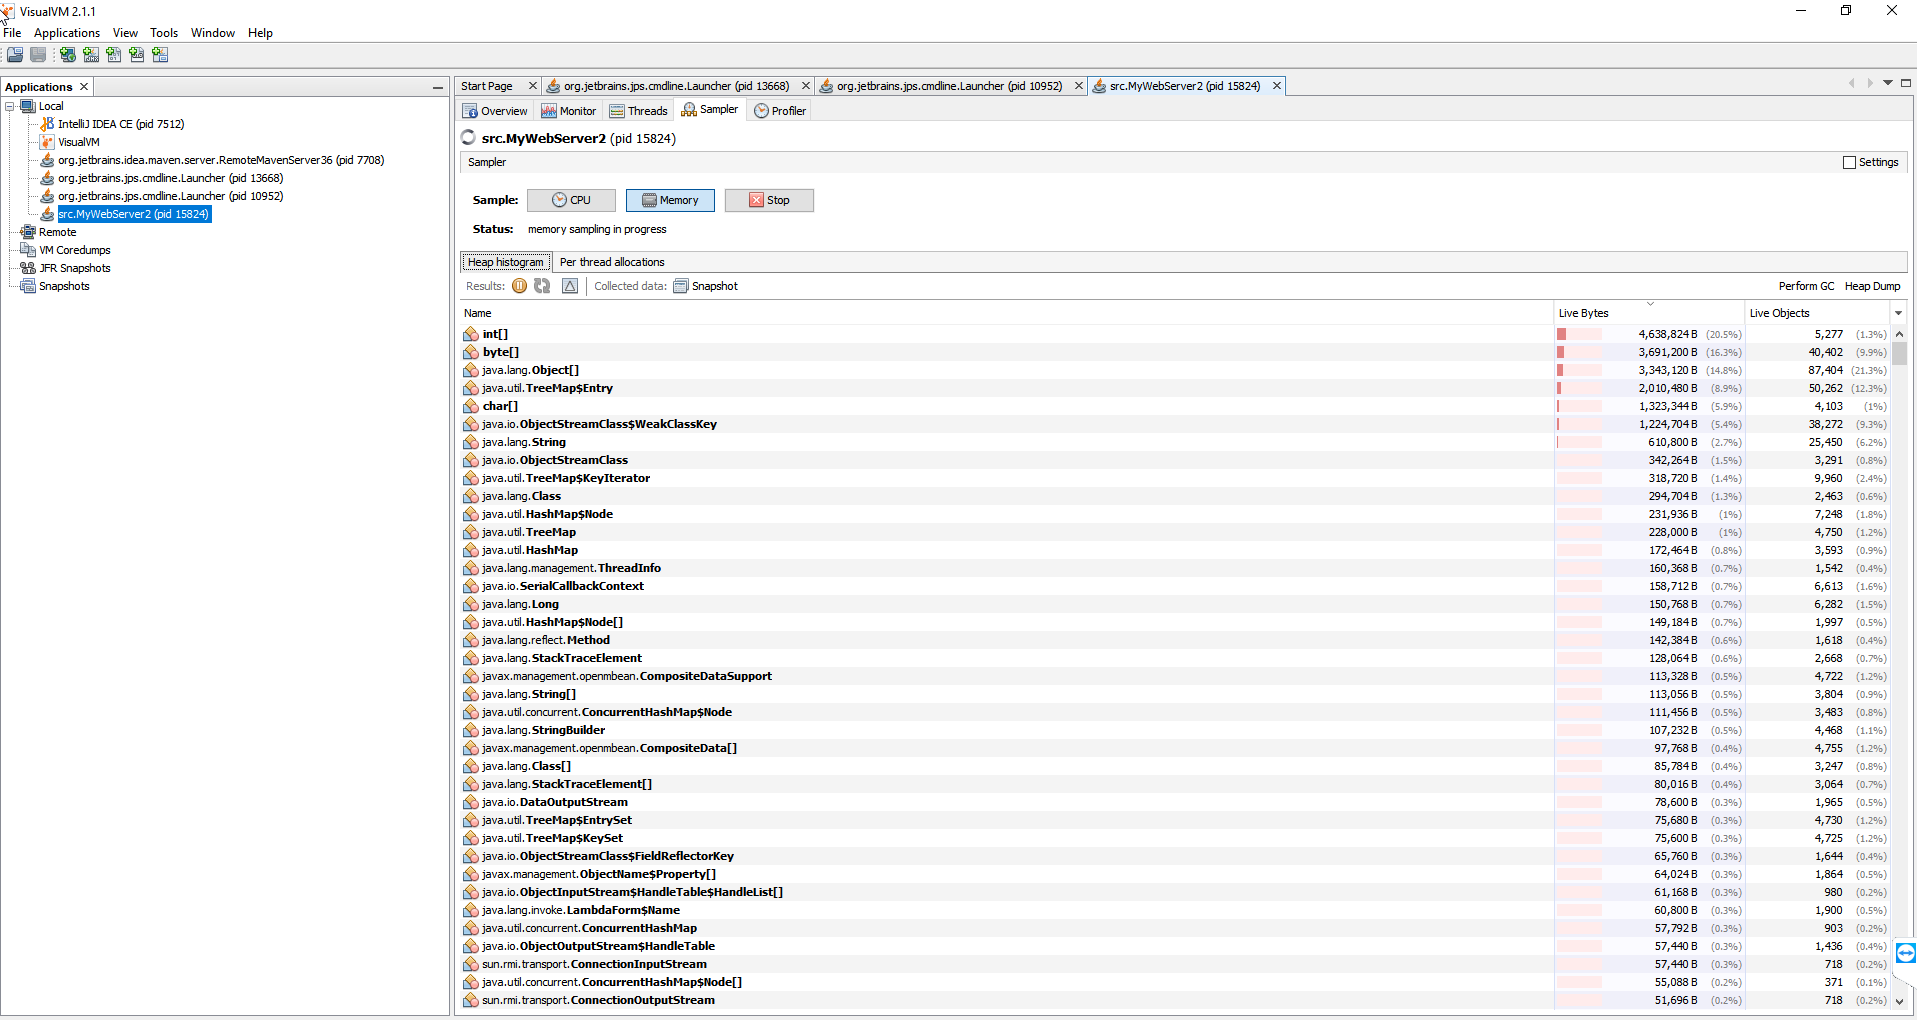 VisualVM 2.1.1
File Applications View Tools Window Help
Applications
Local
IntelliJ IDEA CE (pid 7512)
VisualVM
org.jetbrains.idea.maven.server.RemoteMavenServer36 (pid 7708)
org.jetbrains.jps.cmdline.Launcher (pid 13668)
org.jetbrains.jps.cmdline.Launcher (pid 10952)
src.MyWebServer2 (pid 15824)
Remote
VM Coredumps
JFR Snapshots
Snapshots
Start Page org.jetbrains.jps.cmdline.Launcher (pid 13668) org.jetbrains.jps.cmdline.Launcher (pid 10952) src.MyWebServer2 (pid 15824)
Overview Monitor Threads Sampler Profiler
src.MyWebServer2 (pid 15824)
Sampler Settings
Sample: CPU Memory Stop
Status: memory sampling in progress
Heap histogram Per thread allocations
Results: Collected data: Snapshot Perform GC Heap Dump
Name Live Bytes Live Objects
int[] 4,638,824 B (20.5%) 5,277 (1.3%)
byte[] 3,691,200 B (16.3%) 40,402 (9.9%)
java.lang.Object[] 3,343,120 B (14.8%) 87,404 (21.3%)
java.util.TreeMap$Entry 2,010,480 B (8.9%) 50,262 (12.3%)
char[] 1,323,344 B (5.9%) 4,103 (1%)
java.io.ObjectStreamClass$WeakClassKey 1,224,704 B (5.4%) 38,272 (9.3%)
java.lang.String 610,800 B (2.7%) 25,450 (6.2%)
java.io.ObjectStreamClass 342,264 B (1.5%) 3,291 (0.8%)
java.util.TreeMap$KeyIterator 318,720 B (1.4%) 9,960 (2.4%)
java.lang.Class 294,704 B (1.3%) 2,463 (0.6%)
java.util.HashMap$Node 231,936 B (1%) 7,248 (1.8%)
java.util.TreeMap 228,000 B (1%) 4,750 (1.2%)
java.util.HashMap 172,464 B (0.8%) 3,593 (0.9%)
java.lang.management.ThreadInfo 160,368 B (0.7%) 1,542 (0.4%)
java.io.SerialCallbackContext 158,712 B (0.7%) 6,613 (1.6%)
java.lang.Long 150,768 B (0.7%) 6,282 (1.5%)
java.util.HashMap$Node[] 149,184 B (0.7%) 1,997 (0.5%)
java.lang.reflect.Method 142,384 B (0.6%) 1,618 (0.4%)
java.lang.StackTraceElement 128,064 B (0.6%) 2,668 (0.7%)
javax.management.openmbean.CompositeDataSupport 113,328 B (0.5%) 4,722 (1.2%)
java.lang.String[] 113,056 B (0.5%) 3,804 (0.9%)
java.util.concurrent.ConcurrentHashMap$Node 111,456 B (0.5%) 3,483 (0.8%)
java.lang.StringBuilder 107,232 B (0.5%) 4,468 (1.1%)
javax.management.openmbean.CompositeData[] 97,768 B (0.4%) 4,755 (1.2%)
java.lang.Class[] 85,784 B (0.4%) 3,247 (0.8%)
java.lang.StackTraceElement[] 80,016 B (0.4%) 3,064 (0.7%)
java.io.DataOutputStream 78,600 B (0.3%) 1,965 (0.5%)
java.util.TreeMap$EntrySet 75,680 B (0.3%) 4,730 (1.2%)
java.util.TreeMap$KeySet 75,600 B (0.3%) 4,725 (1.2%)
java.io.ObjectStreamClass$FieldReflectorKey 65,760 B (0.3%) 1,644 (0.4%)
javax.management.ObjectName$Property[] 64,024 B (0.3%) 1,864 (0.5%)
java.io.ObjectInputStream$HandleTable$HandleList[] 61,168 B (0.3%) 980 (0.2%)
java.lang.invoke.LambdaForm$Name 60,800 B (0.3%) 1,900 (0.5%)
java.util.concurrent.ConcurrentHashMap 57,792 B (0.3%) 903 (0.2%)
java.io.ObjectOutputStream$HandleTable 57,440 B (0.3%) 1,436 (0.4%)
sun.rmi.transport.ConnectionInputStream 57,440 B (0.3%) 718 (0.2%)
java.util.concurrent.ConcurrentHashMap$Node[] 55,088 B (0.2%) 371 (0.1%)
sun.rmi.transport.ConnectionOutputStream 51,696 B (0.2%) 718 (0.2%)